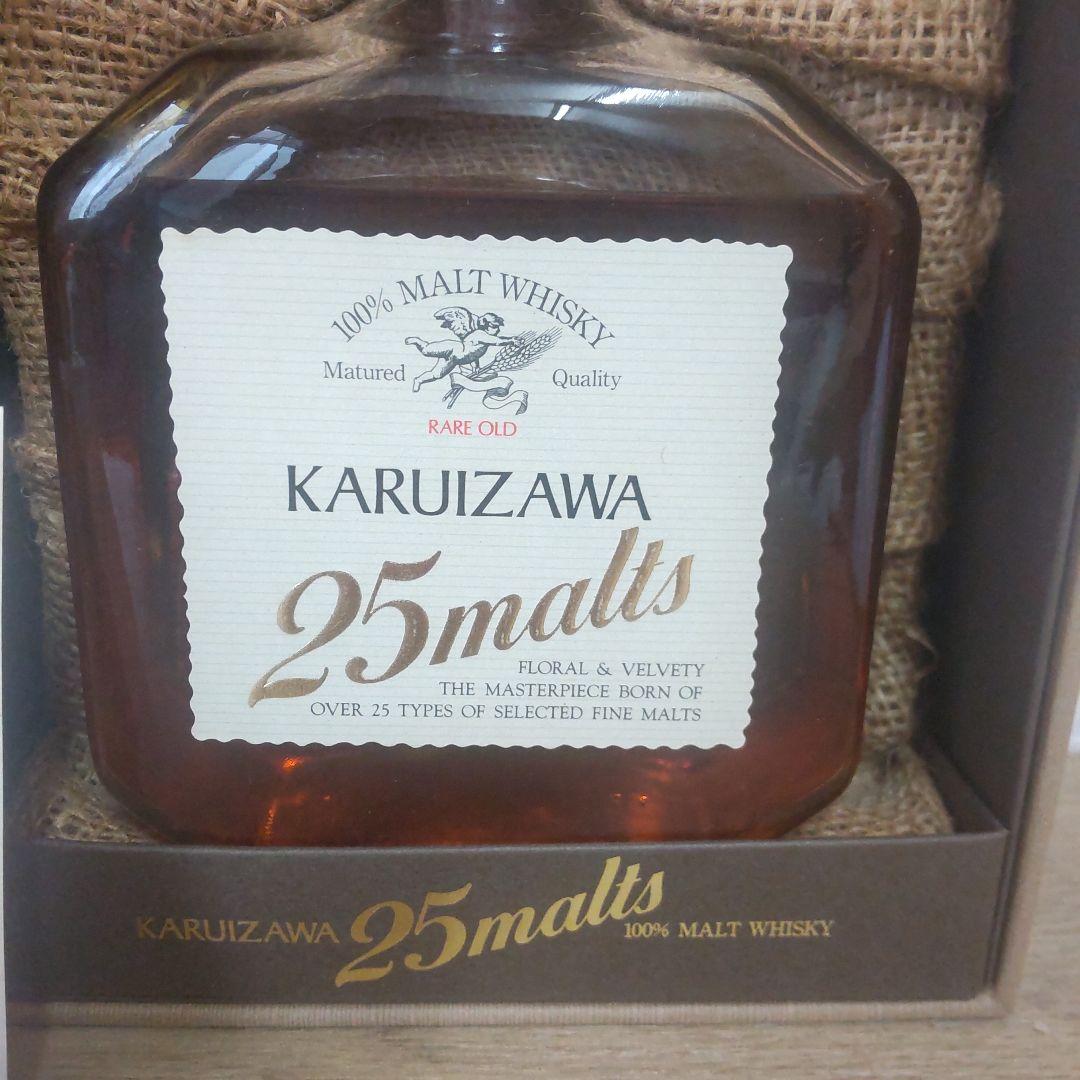 100% MALT WHISKY
Matured Quality
RARE OLD
KARUIZAWA
25malts
FLORAL & VELVETY
THE MASTERPIECE BORN OF
OVER 25 TYPES OF SELECTED FINE MALTS
KARUIZAWA 25malts 100% MALT WHISKY